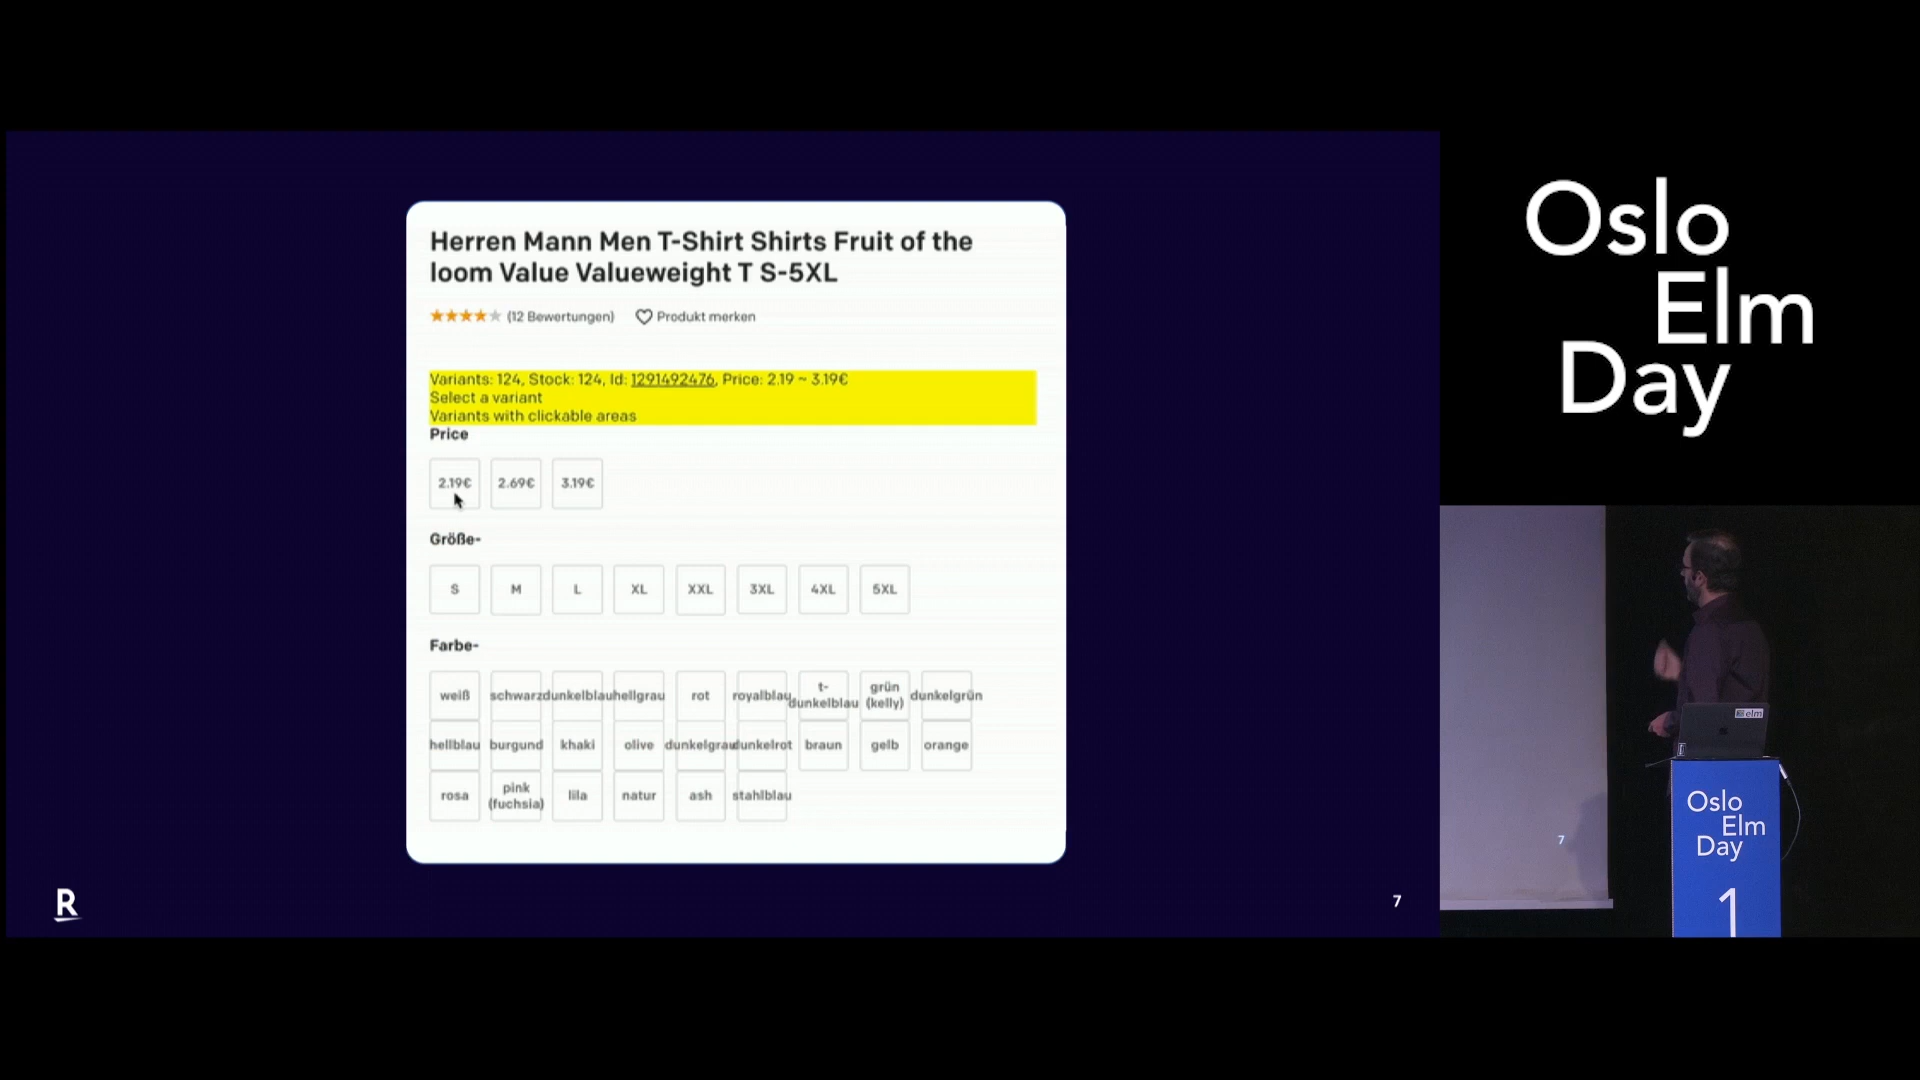 Herren Mann Men T-Shirt Shirts Fruit of the
loom Value Valueweight T S-5XL
(12 Bewertungen) Produkt merken
Variants: 124, Stock: 124, Id: 1291492476, Price: 2.19 ~ 3.19€
Select a variant
Variants with clickable areas
Price
2.19€ 2.69€ 3.19€
Größe-
S M L XL XXL 3XL 4XL 5XL
Farbe-
weiß schwarz dunkelblau hellgrau rot royalblau t-dunkelblau grün (kelly) dunkelgrün
hellblau burgund khaki olive dunkelgrau dunkelrot braun gelb orange
rosa pink (fuchsia) lila natur ash stahlblau
R
7
Oslo
Elm
Day
elm
7
Oslo
Elm
Day
1